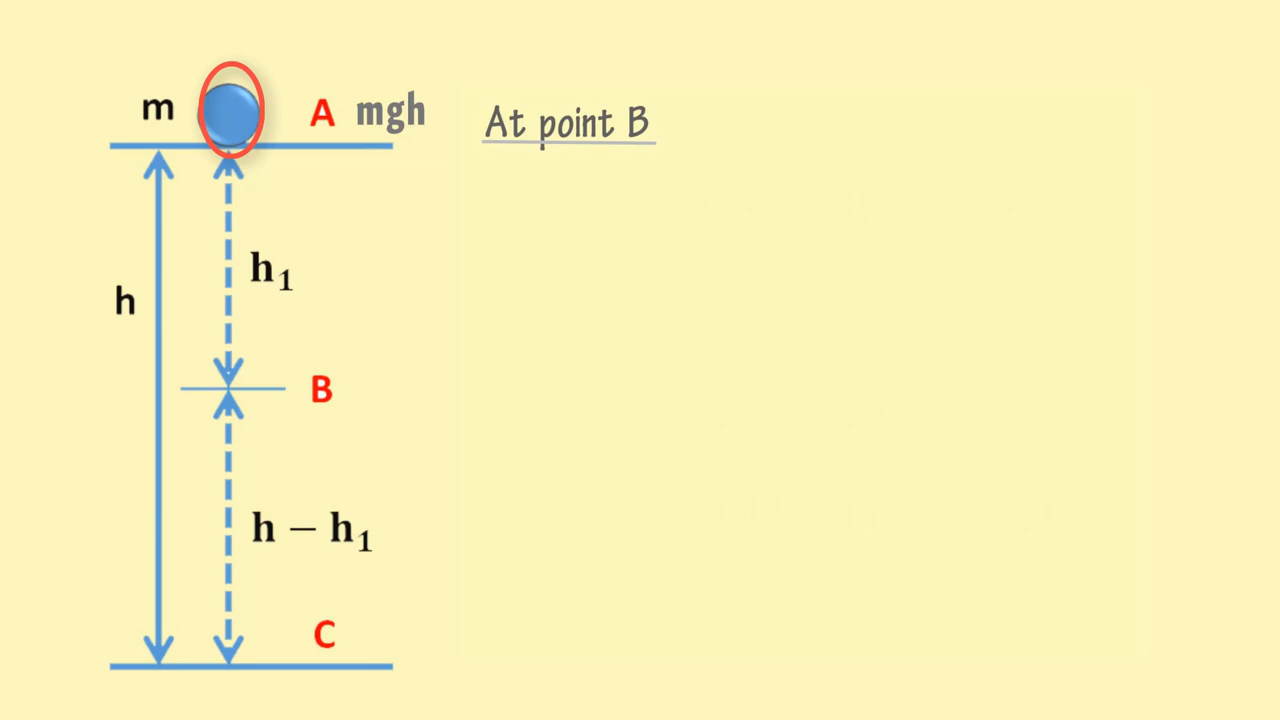 m A mgh
At point B
h₁
h
B
h − h₁
C